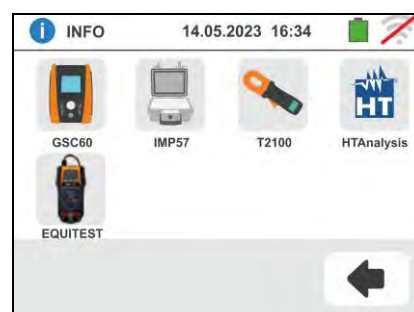 i INFO 14.05.2023 16:34
HT
GSC60 IMP57 T2100 HTAnalysis
EQUITEST